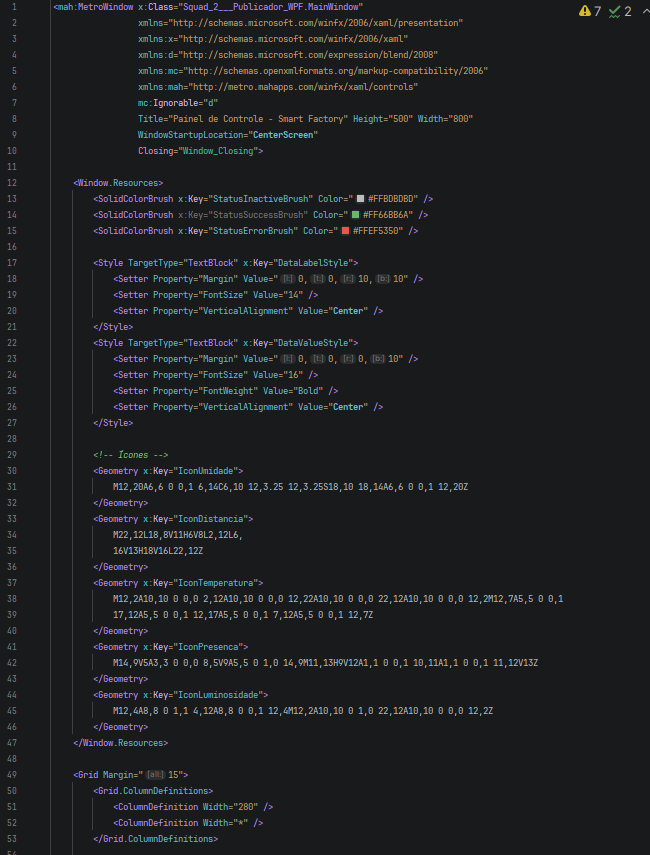 7 2
1 <mah:MetroWindow x:Class="Squad_2___Publicador_WPF.MainWindow"
2 xmlns="http://schemas.microsoft.com/winfx/2006/xaml/presentation"
3 xmlns:x="http://schemas.microsoft.com/winfx/2006/xaml"
4 xmlns:d="http://schemas.microsoft.com/expression/blend/2008"
5 xmlns:mc="http://schemas.openxmlformats.org/markup-compatibility/2006"
6 xmlns:mah="http://metro.mahapps.com/winfx/xaml/controls"
7 mc:Ignorable="d"
8 Title="Painel de Controle - Smart Factory" Height="500" Width="800"
9 WindowStartupLocation="CenterScreen"
10 Closing="Window_Closing">
11
12 <Window.Resources>
13 <SolidColorBrush x:Key="StatusInactiveBrush" Color="#FFBDBDBD" />
14 <SolidColorBrush x:Key="StatusSuccessBrush" Color="#FF66BB6A" />
15 <SolidColorBrush x:Key="StatusErrorBrush" Color="#FFEF5350" />
16
17 <Style TargetType="TextBlock" x:Key="DataLabelStyle">
18 <Setter Property="Margin" Value="[l:]0,[t:]0,[r:]10,[b:]10" />
19 <Setter Property="FontSize" Value="14" />
20 <Setter Property="VerticalAlignment" Value="Center" />
21 </Style>
22 <Style TargetType="TextBlock" x:Key="DataValueStyle">
23 <Setter Property="Margin" Value="[l:]0,[t:]0,[r:]0,[b:]10" />
24 <Setter Property="FontSize" Value="16" />
25 <Setter Property="FontWeight" Value="Bold" />
26 <Setter Property="VerticalAlignment" Value="Center" />
27 </Style>
28
29 <!-- Ícones -->
30 <Geometry x:Key="IconUmidade">
31 M12,20A6,6 0 0,1 6,14C6,10 12,3.25 12,3.25S18,10 18,14A6,6 0 0,1 12,20Z
32 </Geometry>
33 <Geometry x:Key="IconDistancia">
34 M22,12L18,8V11H6V8L2,12L6,
35 16V13H18V16L22,12Z
36 </Geometry>
37 <Geometry x:Key="IconTemperatura">
38 M12,2A10,10 0 0,0 2,12A10,10 0 0,0 12,22A10,10 0 0,0 22,12A10,10 0 0,0 12,2M12,7A5,5 0 0,1
39 17,12A5,5 0 0,1 12,17A5,5 0 0,1 7,12A5,5 0 0,1 12,7Z
40 </Geometry>
41 <Geometry x:Key="IconPresenca">
42 M14,9V5A3,3 0 0,0 8,5V9A5,5 0 1,0 14,9M11,13H9V12A1,1 0 0,1 10,11A1,1 0 0,1 11,12V13Z
43 </Geometry>
44 <Geometry x:Key="IconLuminosidade">
45 M12,4A8,8 0 1,1 4,12A8,8 0 0,1 12,4M12,2A10,10 0 1,0 22,12A10,10 0 0,0 12,2Z
46 </Geometry>
47 </Window.Resources>
48
49 <Grid Margin="[all:]15">
50 <Grid.ColumnDefinitions>
51 <ColumnDefinition Width="280" />
52 <ColumnDefinition Width="*" />
53 </Grid.ColumnDefinitions>